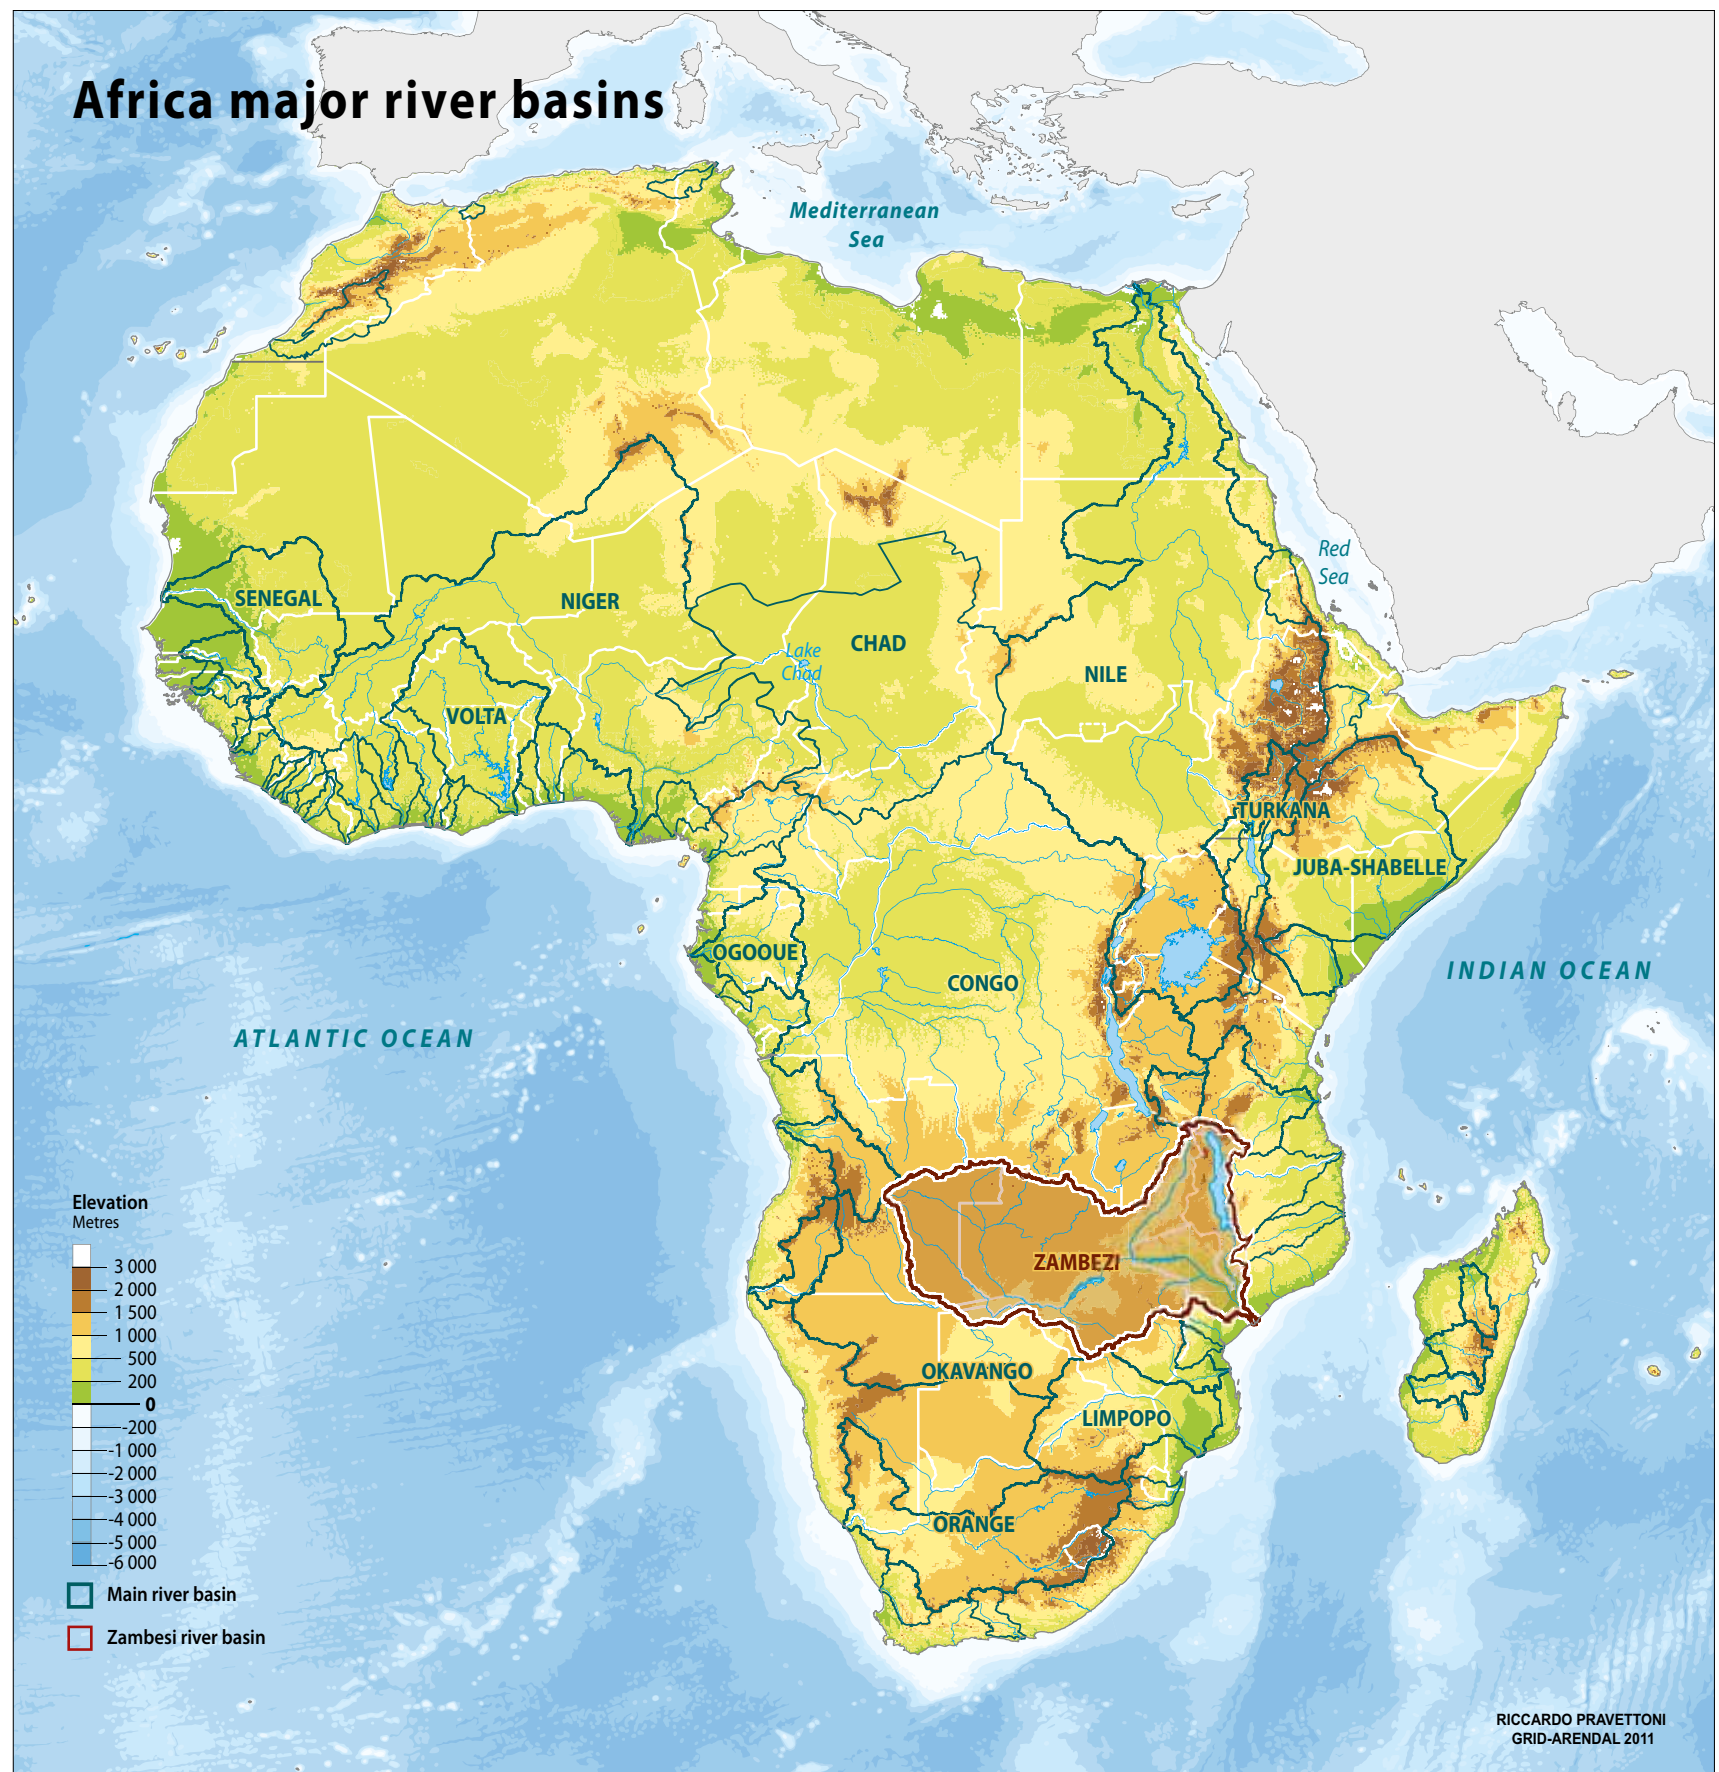 Africa major river basins
Mediterranean
Sea
Red
Sea
SENEGAL
NIGER
CHAD
Lake
Chad
NILE
VOLTA
TURKANA
JUBA-SHABELLE
OGOOUE
CONGO
INDIAN OCEAN
ATLANTIC OCEAN
ZAMBEZI
OKAVANGO
LIMPOPO
ORANGE
Elevation
Metres
3 000
2 000
1 500
1 000
500
200
0
-200
-1 000
-2 000
-3 000
-4 000
-5 000
-6 000
Main river basin
Zambesi river basin
RICCARDO PRAVETTONI
GRID-ARENDAL 2011